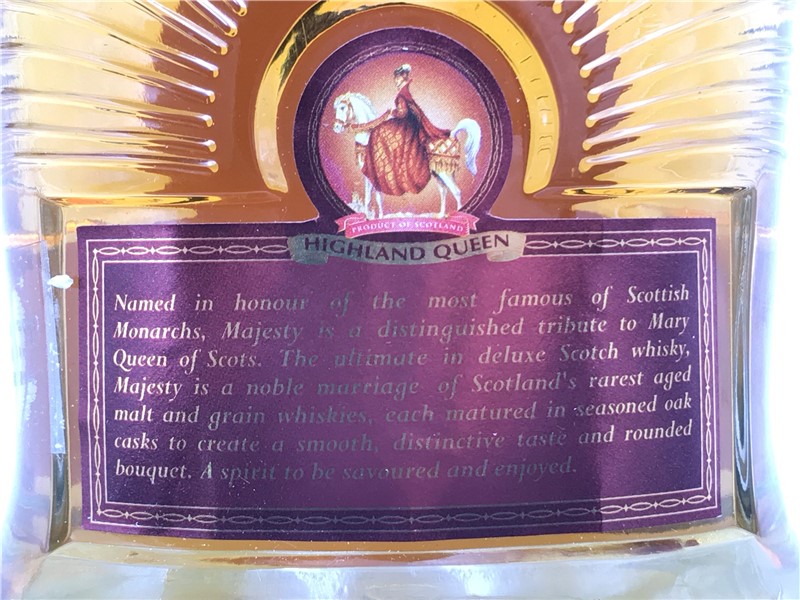 PRODUCT OF SCOTLAND
HIGHLAND QUEEN
Named in honour of the most famous of Scottish
Monarchs, Majesty is a distinguished tribute to Mary
Queen of Scots. The ultimate in deluxe Scotch whisky,
Majesty is a noble marriage of Scotland's rarest aged
malt and grain whiskies, each matured in seasoned oak
casks to create a smooth, distinctive taste and rounded
bouquet. A spirit to be savoured and enjoyed.